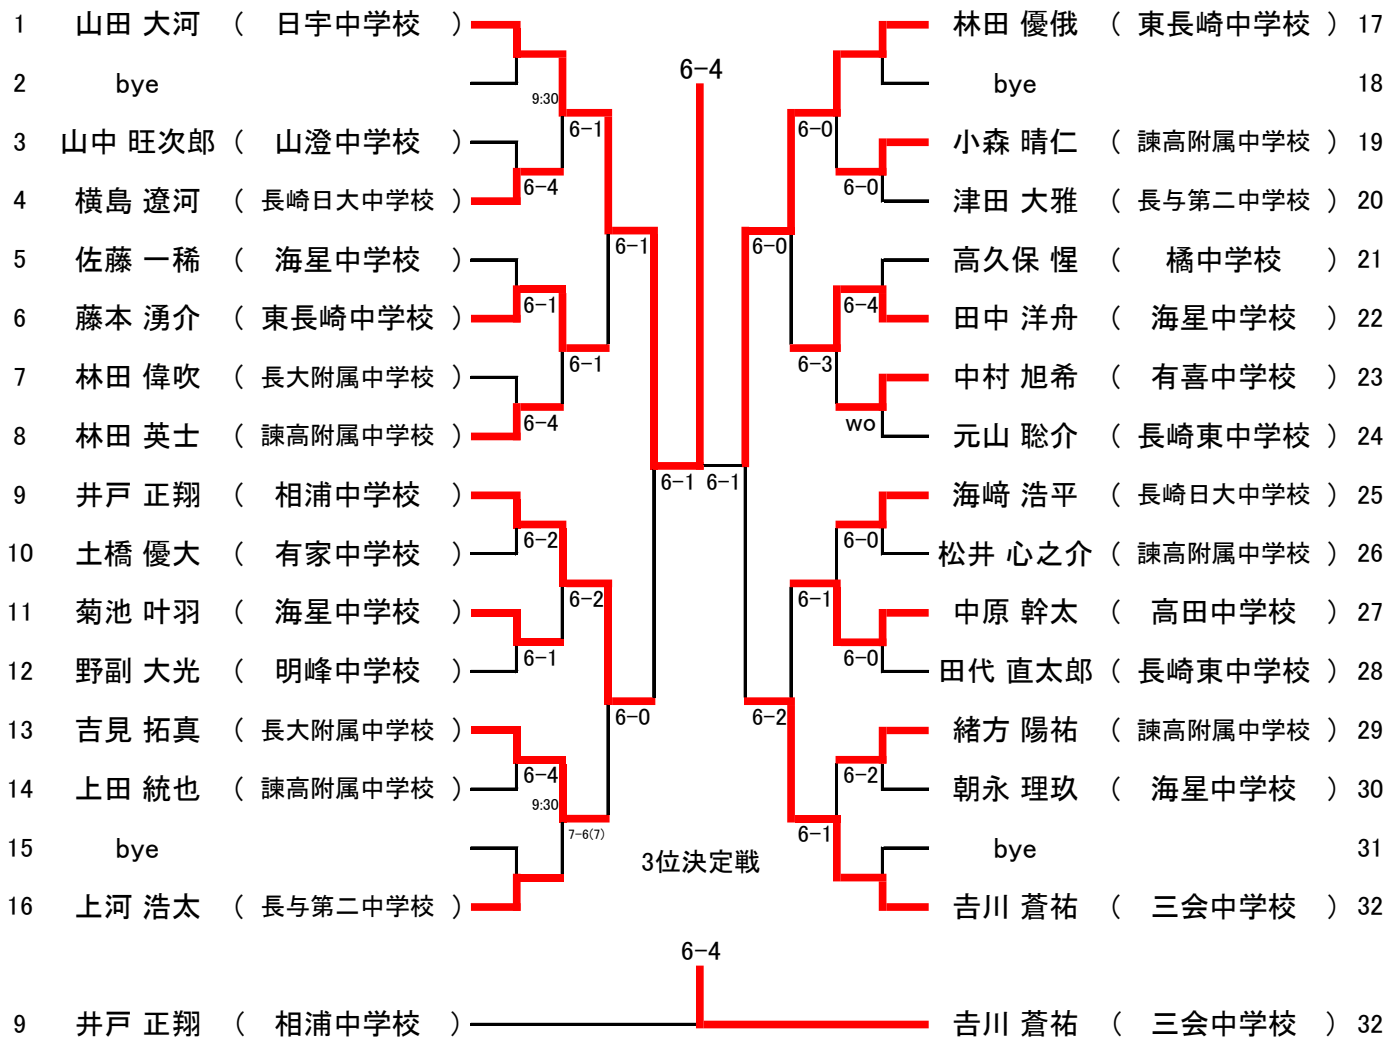 1 山田 大河 ( 日宇中学校 ) 林田 優俄 ( 東長崎中学校 ) 17
6-4
2 bye bye 18
9:30
6-1 6-0
3 山中 旺次郎 ( 山澄中学校 ) 小森 晴仁 ( 諫高附属中学校 ) 19
6-4 6-0
4 横島 遼河 ( 長崎日大中学校 ) 津田 大雅 ( 長与第二中学校 ) 20
6-1 6-0
5 佐藤 一稀 ( 海星中学校 ) 高久保 惺 ( 橘中学校 ) 21
6-1 6-4
6 藤本 湧介 ( 東長崎中学校 ) 田中 洋舟 ( 海星中学校 ) 22
6-1 6-3
7 林田 偉吹 ( 長大附属中学校 ) 中村 旭希 ( 有喜中学校 ) 23
6-4 wo
8 林田 英士 ( 諫高附属中学校 ) 元山 聡介 ( 長崎東中学校 ) 24
6-1 6-1
9 井戸 正翔 ( 相浦中学校 ) 海﨑 浩平 ( 長崎日大中学校 ) 25
6-2 6-0
10 土橋 優大 ( 有家中学校 ) 松井 心之介 ( 諫高附属中学校 ) 26
6-2 6-1
11 菊池 叶羽 ( 海星中学校 ) 中原 幹太 ( 高田中学校 ) 27
6-1 6-0
12 野副 大光 ( 明峰中学校 ) 田代 直太郎 ( 長崎東中学校 ) 28
6-0 6-2
13 吉見 拓真 ( 長大附属中学校 ) 緒方 陽祐 ( 諫高附属中学校 ) 29
6-4 6-2
14 上田 統也 ( 諫高附属中学校 ) 朝永 理玖 ( 海星中学校 ) 30
9:30
7-6(7) 6-1
15 bye bye 31
3位決定戦
16 上河 浩太 ( 長与第二中学校 ) 𠮷川 蒼祐 ( 三会中学校 ) 32
6-4
9 井戸 正翔 ( 相浦中学校 ) 𠮷川 蒼祐 ( 三会中学校 ) 32